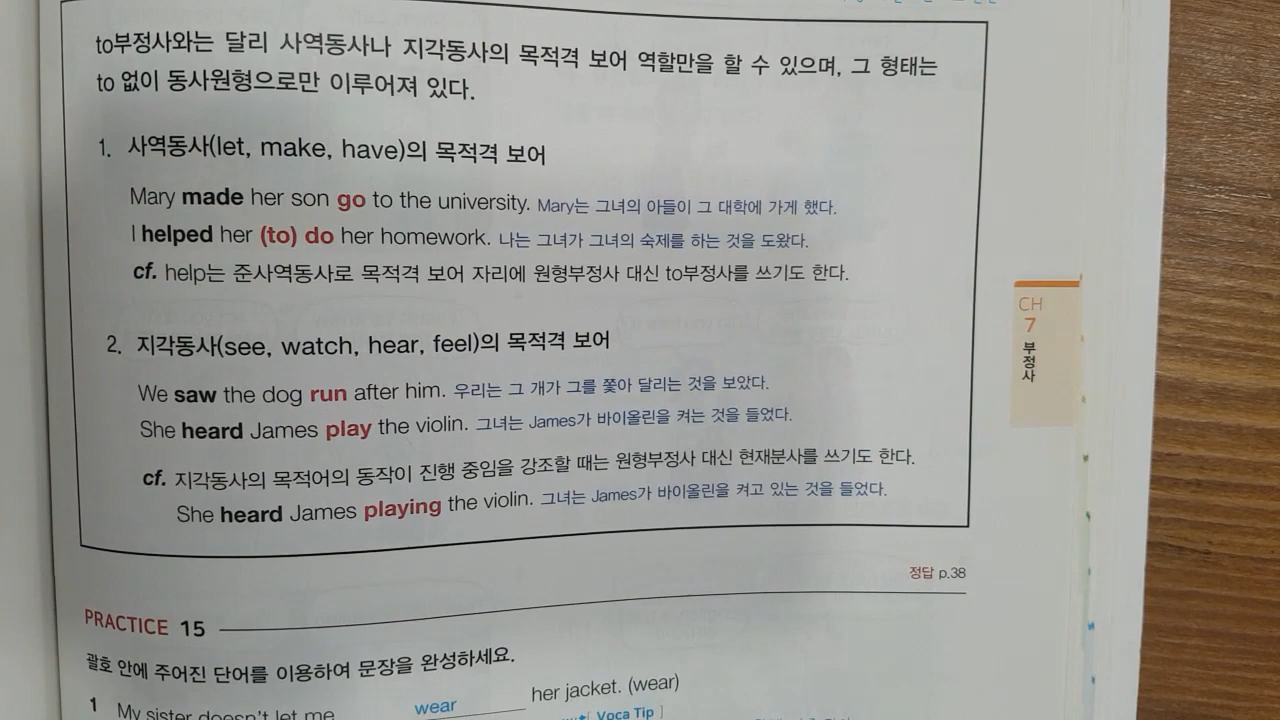 to부정사와는 달리 사역동사나 지각동사의 목적격 보어 역할만을 할 수 있으며, 그 형태는
to 없이 동사원형으로만 이루어져 있다.
1. 사역동사(let, make, have)의 목적격 보어
Mary made her son go to the university. Mary는 그녀의 아들이 그 대학에 가게 했다.
I helped her (to) do her homework. 나는 그녀가 그녀의 숙제를 하는 것을 도왔다.
cf. help는 준사역동사로 목적격 보어 자리에 원형부정사 대신 to부정사를 쓰기도 한다.
2. 지각동사(see, watch, hear, feel)의 목적격 보어
We saw the dog run after him. 우리는 그 개가 그를 쫓아 달리는 것을 보았다.
She heard James play the violin. 그녀는 James가 바이올린을 켜는 것을 들었다.
cf. 지각동사의 목적어의 동작이 진행 중임을 강조할 때는 원형부정사 대신 현재분사를 쓰기도 한다.
She heard James playing the violin. 그녀는 James가 바이올린을 켜고 있는 것을 들었다.
CH
7
부정사
정답 p.38
PRACTICE 15
괄호 안에 주어진 단어를 이용하여 문장을 완성하세요.
1 My sister doesn't let me wear her jacket. (wear)
Voca Tip